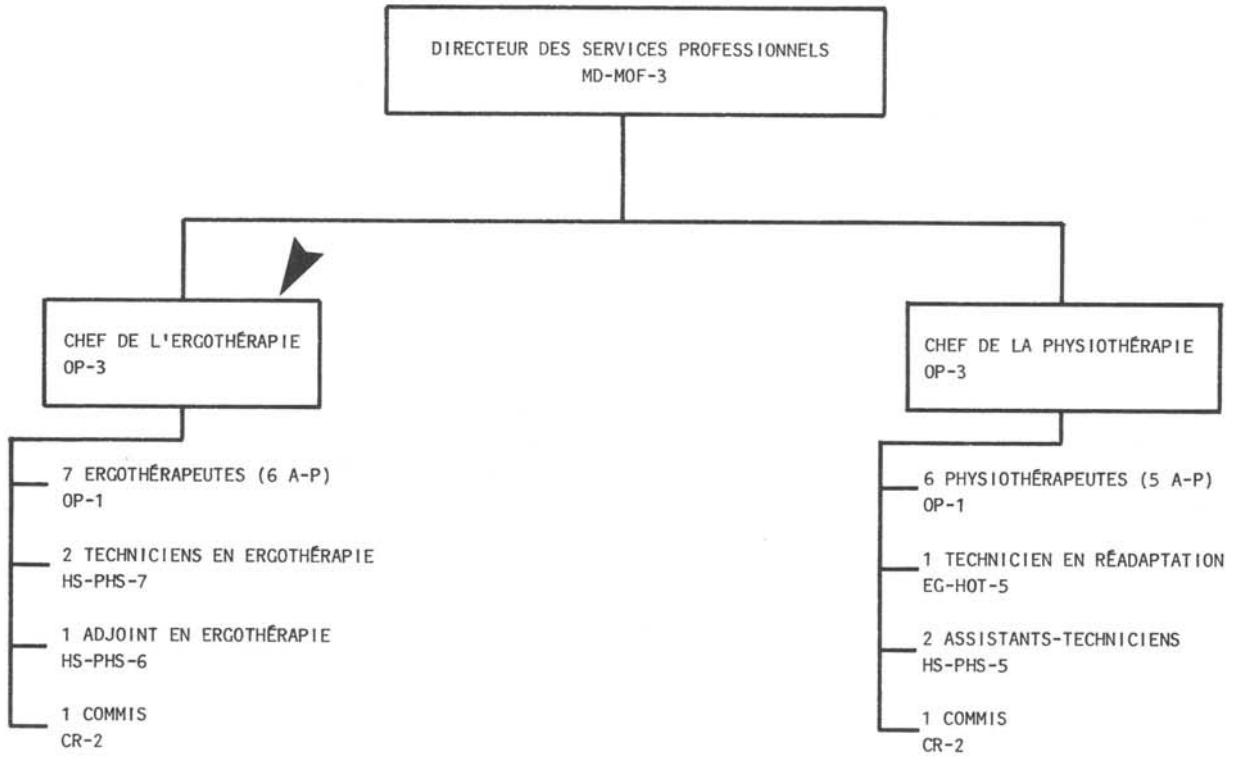 DIRECTEUR DES SERVICES PROFESSIONNELS
MD-MOF-3
CHEF DE L'ERGOTHÉRAPIE
OP-3
7 ERGOTHÉRAPEUTES (6 A-P)
OP-1
2 TECHNICIENS EN ERGOTHÉRAPIE
HS-PHS-7
1 ADJOINT EN ERGOTHÉRAPIE
HS-PHS-6
1 COMMIS
CR-2
CHEF DE LA PHYSIOTHÉRAPIE
OP-3
6 PHYSIOTHÉRAPEUTES (5 A-P)
OP-1
1 TECHNICIEN EN RÉADAPTATION
EG-HOT-5
2 ASSISTANTS-TECHNICIENS
HS-PHS-5
1 COMMIS
CR-2